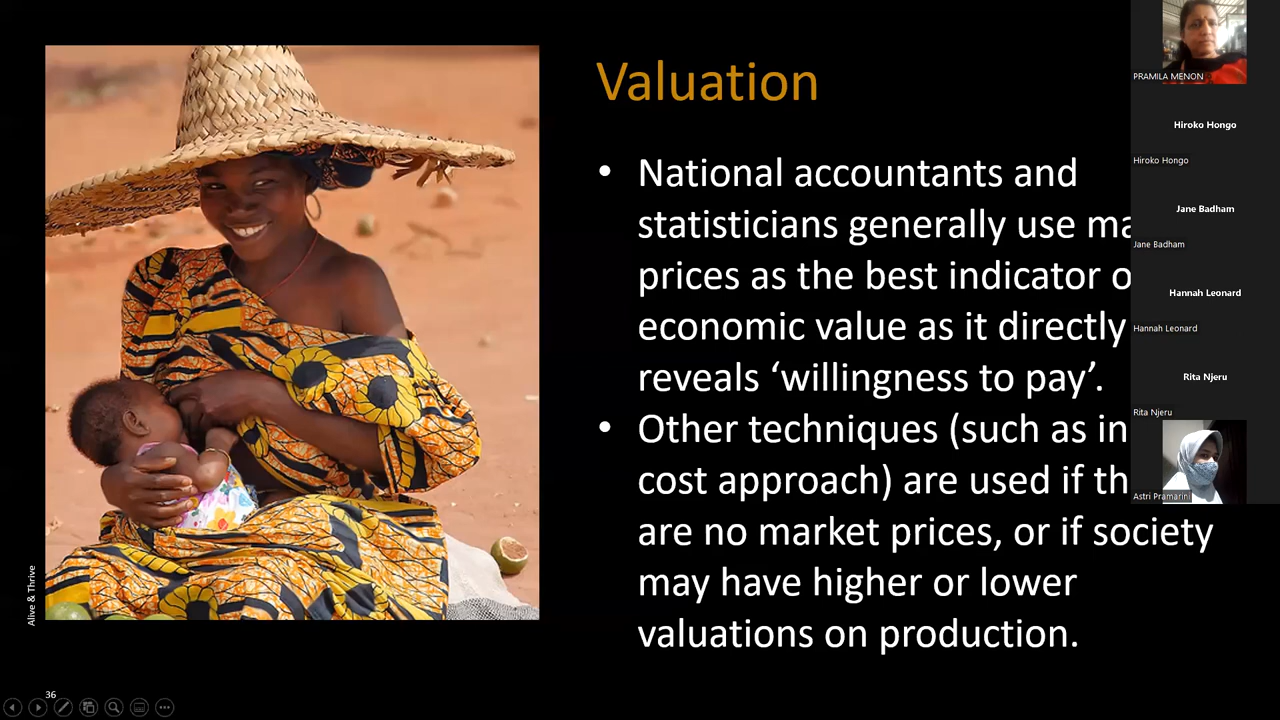 Valuation
• National accountants and
statisticians generally use
prices as the best indicator
economic value as it directly
reveals ‘willingness to pay’.
• Other techniques (such as
cost approach) are used if
are no market prices, or if society
may have higher or lower
valuations on production.
Alive & Thrive
36
PRAMILA MENON
Hiroko Hongo
Hiroko Hongo
Jane Badham
Jane Badham
Hannah Leonard
Hannah Leonard
Rita Njeru
Rita Njeru
Astri Pramarini